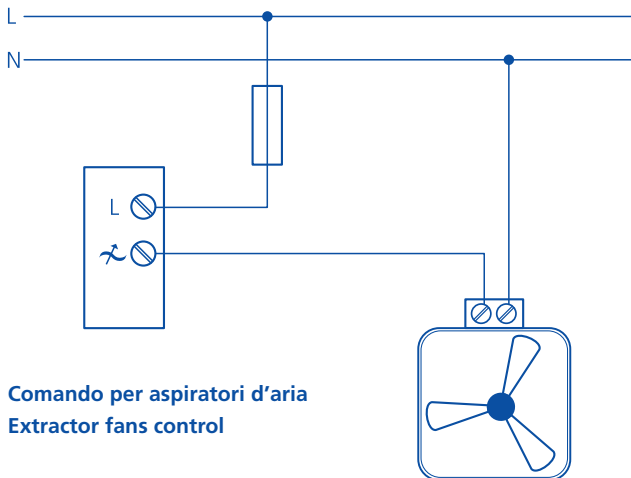 L
N
L
Comando per aspiratori d’aria
Extractor fans control